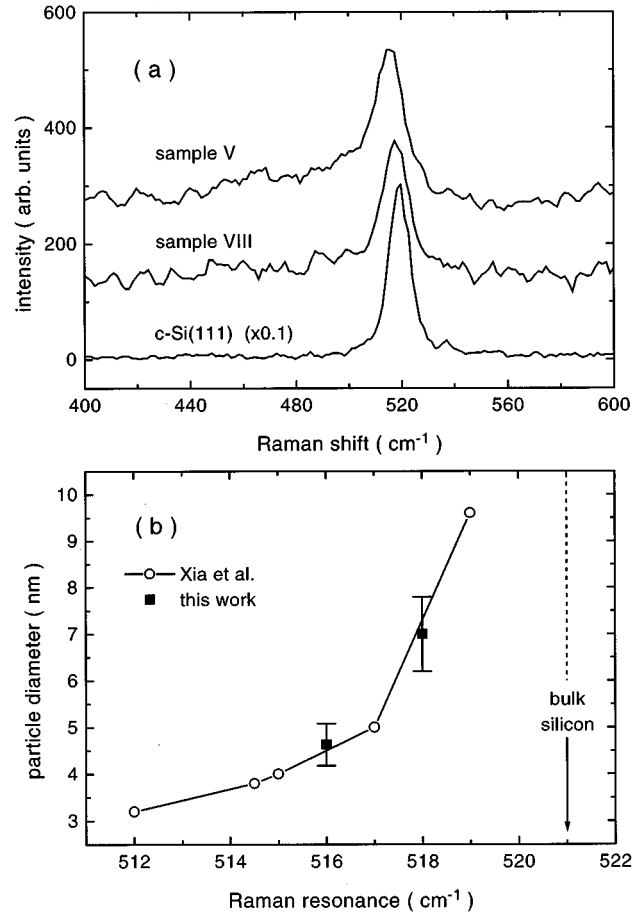 600
( a )
sample V
400
sample VIII
200
c-Si(111) (x0.1)
0
intensity ( arb. units )
400 440 480 520 560 600
Raman shift ( cm-1 )
10
( b )
9
Xia et al.
8
this work
7
6
5
bulk
silicon
4
3
particle diameter ( nm )
512 514 516 518 520 522
Raman resonance ( cm-1 )